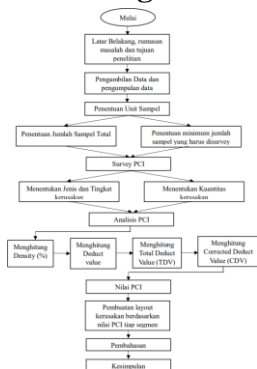 Mulai
Latar Belakang, rumusan
masalah dan tujuan
penelitian
Pengambilan Data dan
pengumpulan data
Penentuan Unit Sampel
Penentuan Jumlah Sampel Total
Penentuan minimum jumlah
sampel yang harus disurvey
Survey PCI
Menentukan Jenis dan Tingkat
kerusakan
Menentukan Kuantitas
kerusakan
Analisis PCI
Menghitung
Density (%)
Menghitung
Deduct
value
Menghitung
Total Deduct
Value (TDV)
Menghitung
Corrected Deduct
Value (CDV)
Nilai PCI
Pembuatan layout
kerusakan berdasarkan
nilai PCI tiap segmen
Pembahasan
Kesimpulan